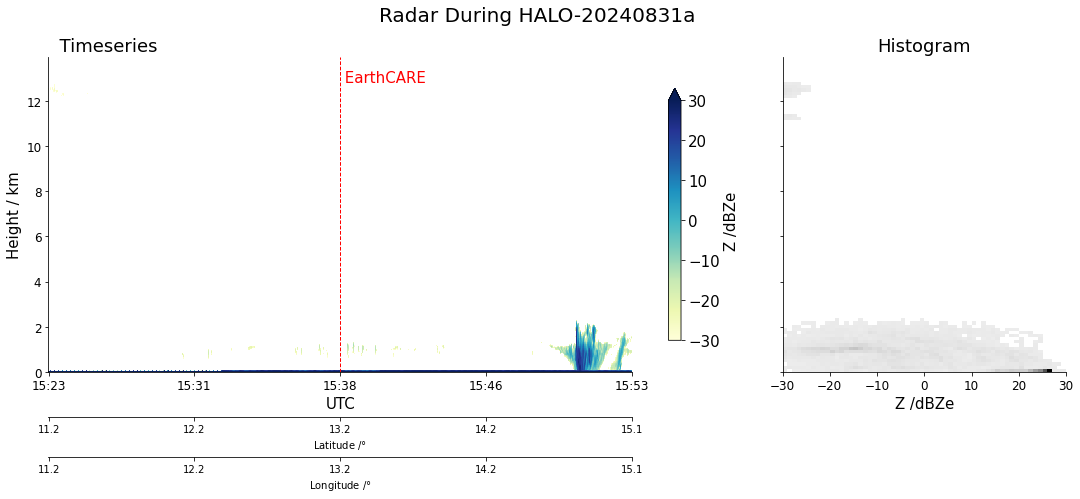 Radar During HALO-20240831a
Timeseries
Histogram
EarthCARE
Height / km
12
10
8
6
4
2
0
15:23 15:31 15:38 15:46 15:53
UTC
11.2 12.2 13.2 14.2 15.1
Latitude /°
11.2 12.2 13.2 14.2 15.1
Longitude /°
30
20
10
0
−10
−20
−30
Z /dBZe
−30 −20 −10 0 10 20 30
Z /dBZe